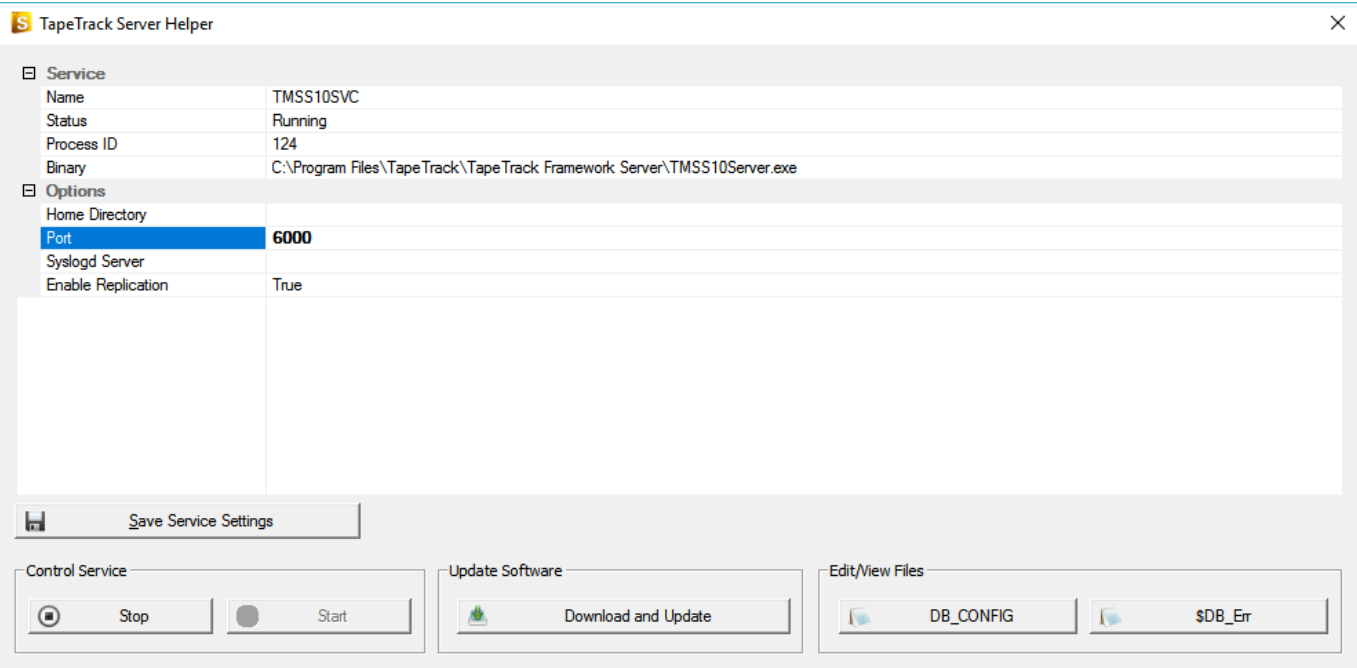 TapeTrack Server Helper
Service
Name TMSS10SVC
Status Running
Process ID 124
Binary C:\Program Files\TapeTrack\TapeTrack Framework Server\TMSS10Server.exe
Options
Home Directory
Port 6000
Syslogd Server
Enable Replication True
Save Service Settings
Control Service Update Software Edit/View Files
Stop Start Download and Update DB_CONFIG $DB_Err